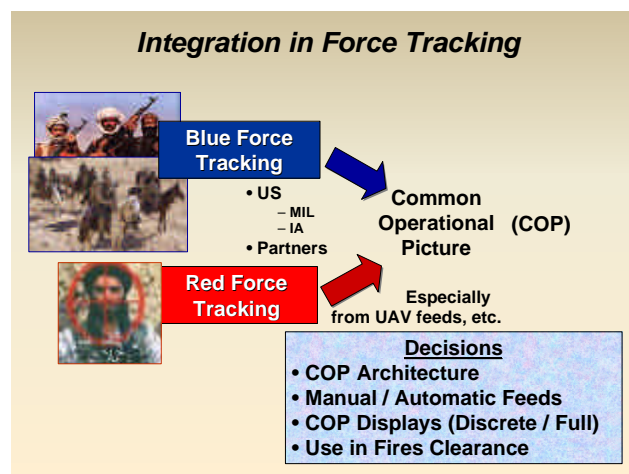 Integration in Force Tracking
Blue Force
Tracking
• US
– MIL
– IA
• Partners
Common
Operational (COP)
Picture
Red Force
Tracking
Especially
from UAV feeds, etc.
Decisions
• COP Architecture
• Manual / Automatic Feeds
• COP Displays (Discrete / Full)
• Use in Fires Clearance